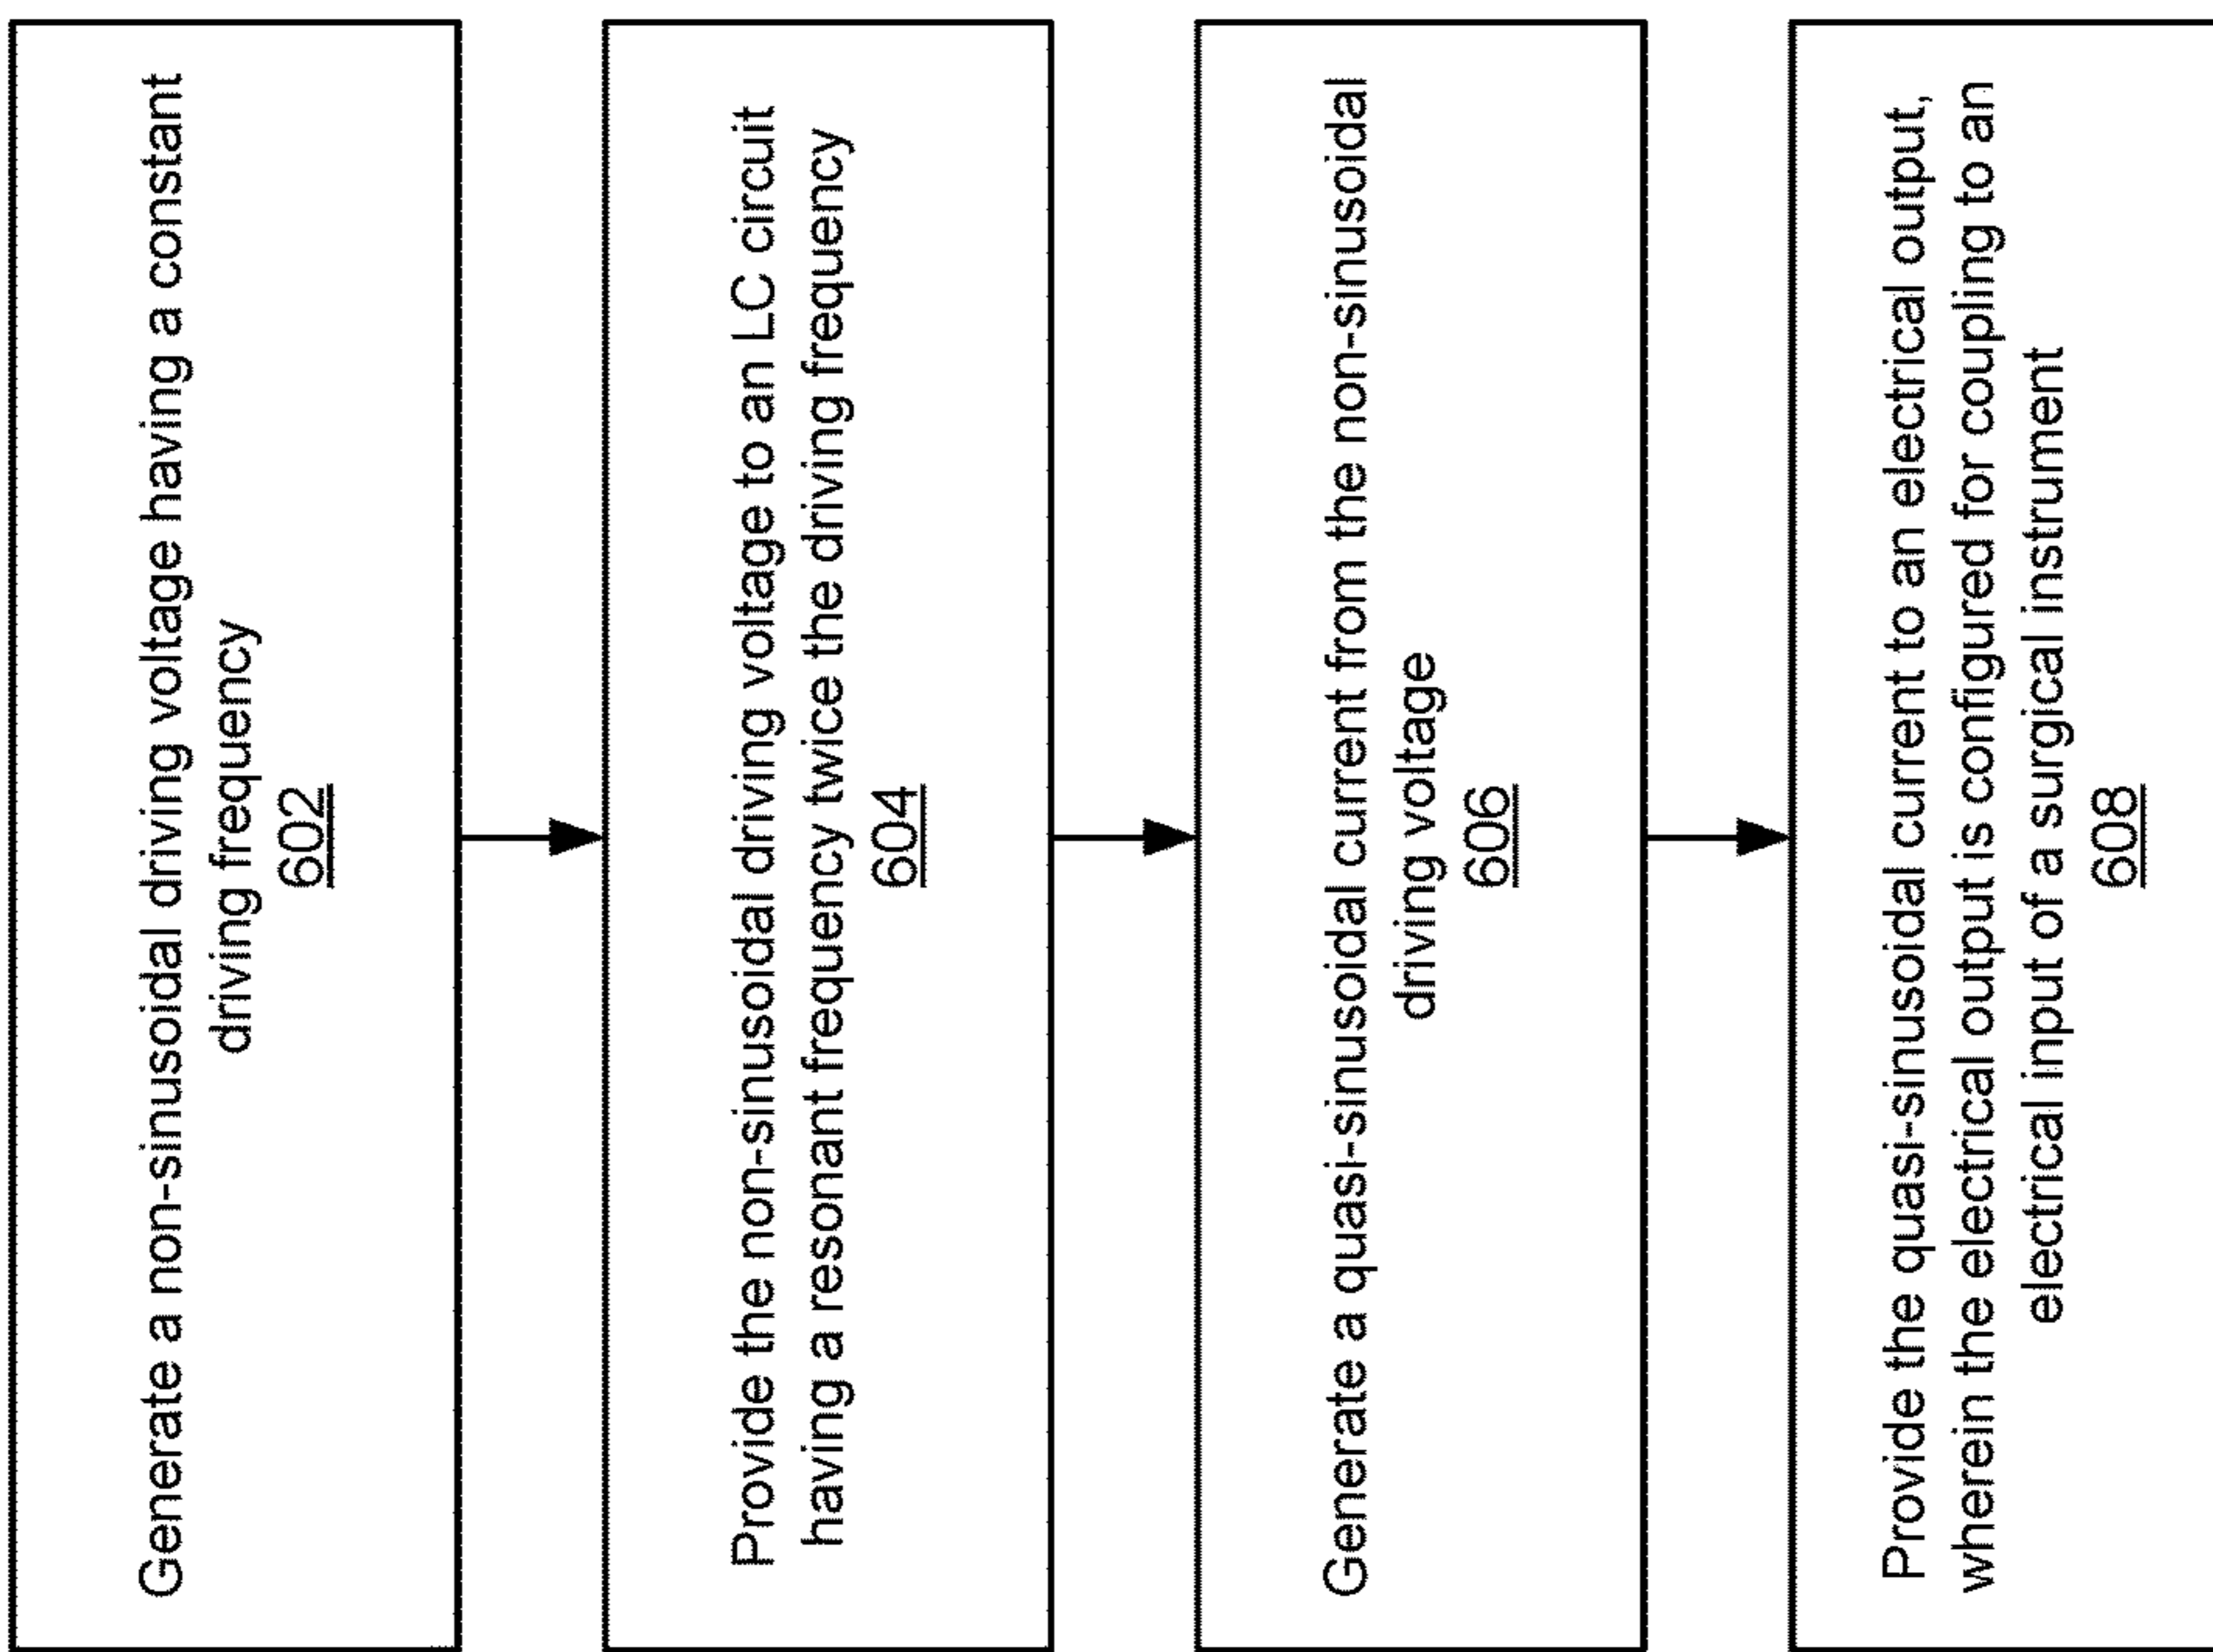 Generate a non-sinusoidal driving voltage having a constant
driving frequency
602
Provide the non-sinusoidal driving voltage to an LC circuit
having a resonant frequency twice the driving frequency
604
Generate a quasi-sinusoidal current from the non-sinusoidal
driving voltage
606
Provide the quasi-sinusoidal current to an electrical output,
wherein the electrical output is configured for coupling to an
electrical input of a surgical instrument
608